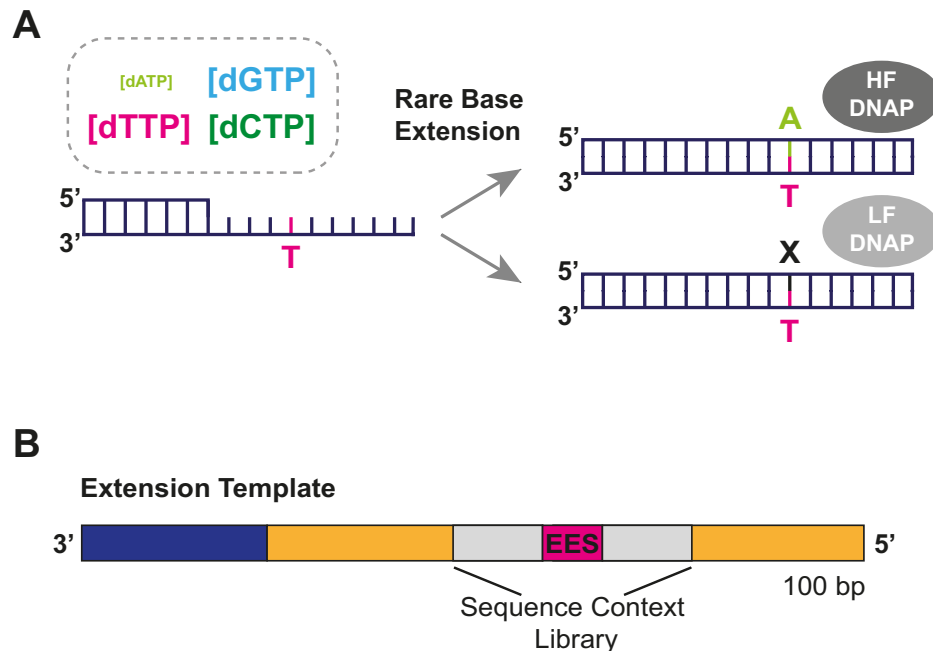 A
[dATP] [dGTP]
[dTTP] [dCTP]
Rare Base
Extension
HF
DNAP
5’
3’
A
T
5’
3’
T
LF
DNAP
X
5’
3’
T
B
Extension Template
3’
EES
5’
100 bp
Sequence Context
Library